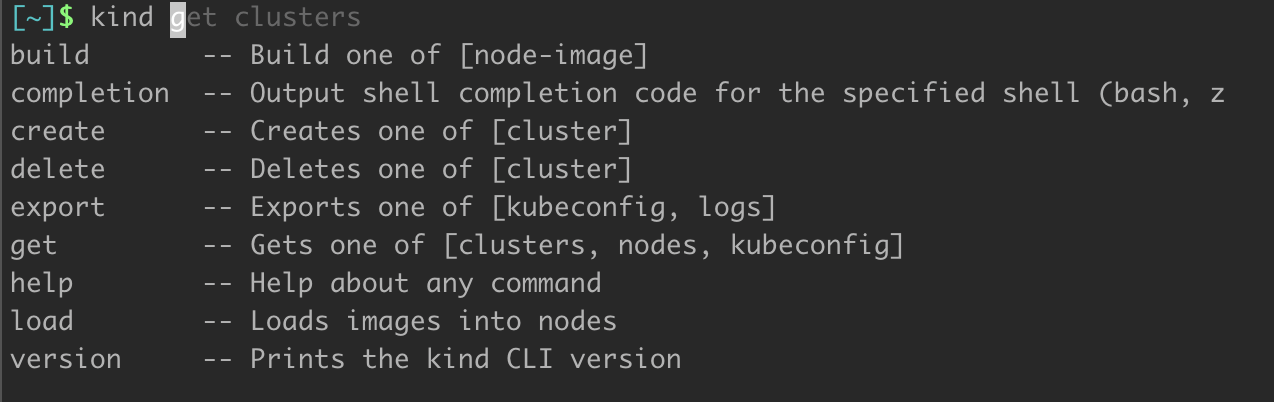 [~]$ kind get clusters
build -- Build one of [node-image]
completion -- Output shell completion code for the specified shell (bash, z
create -- Creates one of [cluster]
delete -- Deletes one of [cluster]
export -- Exports one of [kubeconfig, logs]
get -- Gets one of [clusters, nodes, kubeconfig]
help -- Help about any command
load -- Loads images into nodes
version -- Prints the kind CLI version